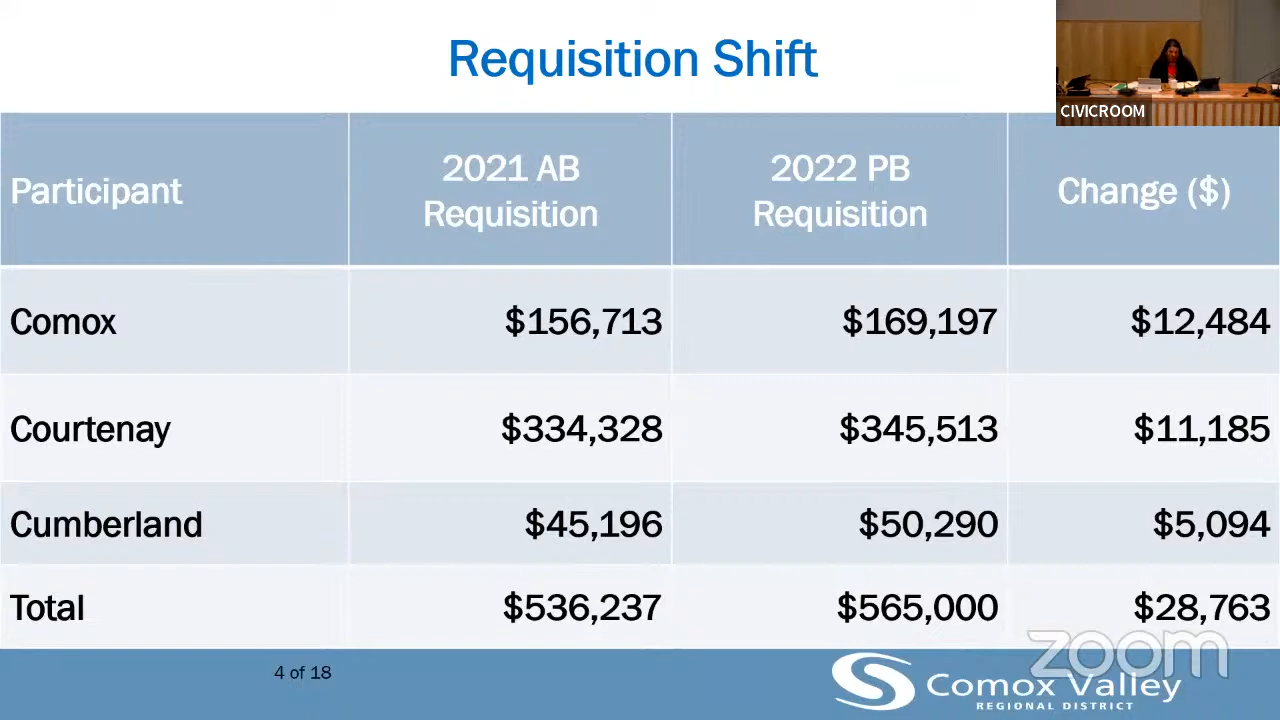 Requisition Shift
CIVICROOM
Participant
2021 AB
Requisition
2022 PB
Requisition
Change ($)
Comox $156,713 $169,197 $12,484
Courtenay $334,328 $345,513 $11,185
Cumberland $45,196 $50,290 $5,094
Total $536,237 $565,000 $28,763
zoom
4 of 18
Comox Valley
REGIONAL DISTRICT